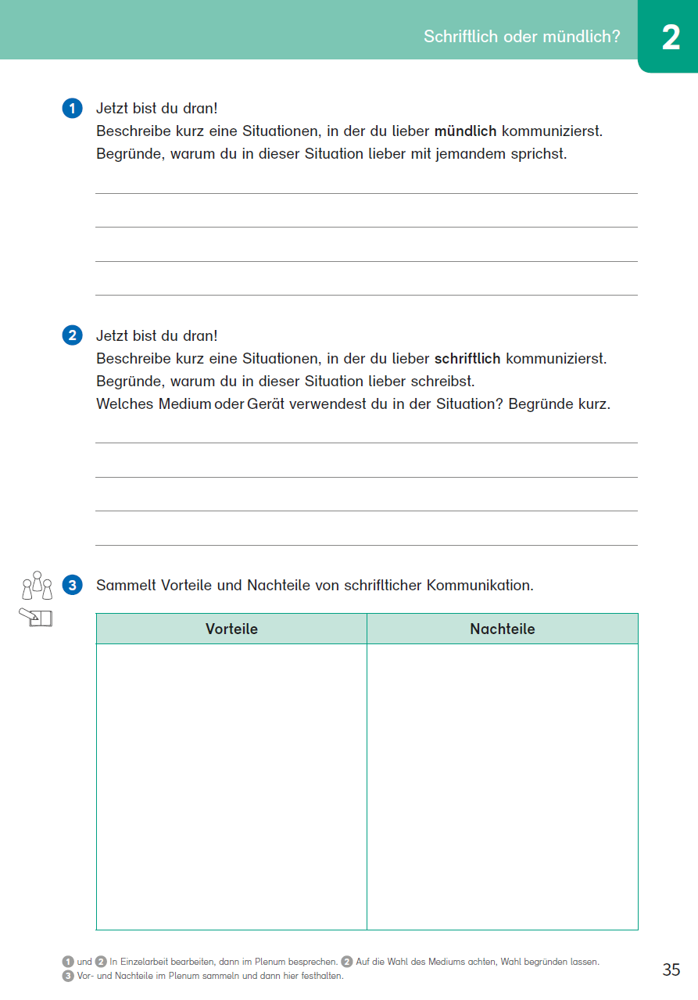 Schriftlich oder mündlich?
2
1 Jetzt bist du dran!
Beschreibe kurz eine Situationen, in der du lieber mündlich kommunizierst.
Begründe, warum du in dieser Situation lieber mit jemandem sprichst.
2 Jetzt bist du dran!
Beschreibe kurz eine Situationen, in der du lieber schriftlich kommunizierst.
Begründe, warum du in dieser Situation lieber schreibst.
Welches Medium oder Gerät verwendest du in der Situation? Begründe kurz.
3 Sammelt Vorteile und Nachteile von schriflticher Kommunikation.
Vorteile Nachteile
1 und 2 In Einzelarbeit bearbeiten, dann im Plenum besprechen. 2 Auf die Wahl des Mediums achten, Wahl begründen lassen.
3 Vor- und Nachteile im Plenum sammeln und dann hier festhalten.
35